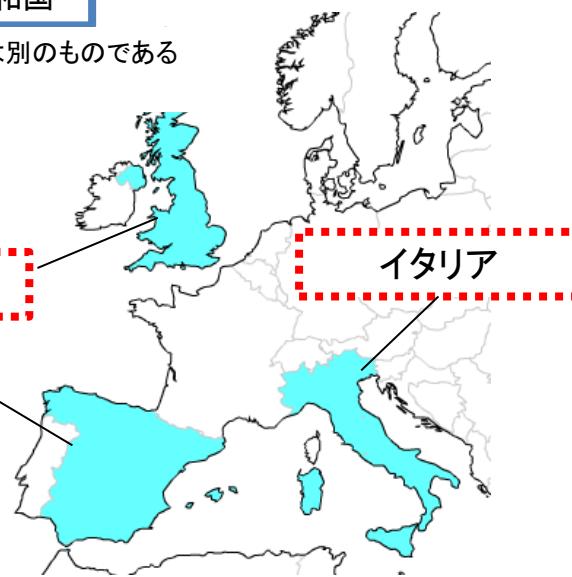 和国
は別のものである
イタリア